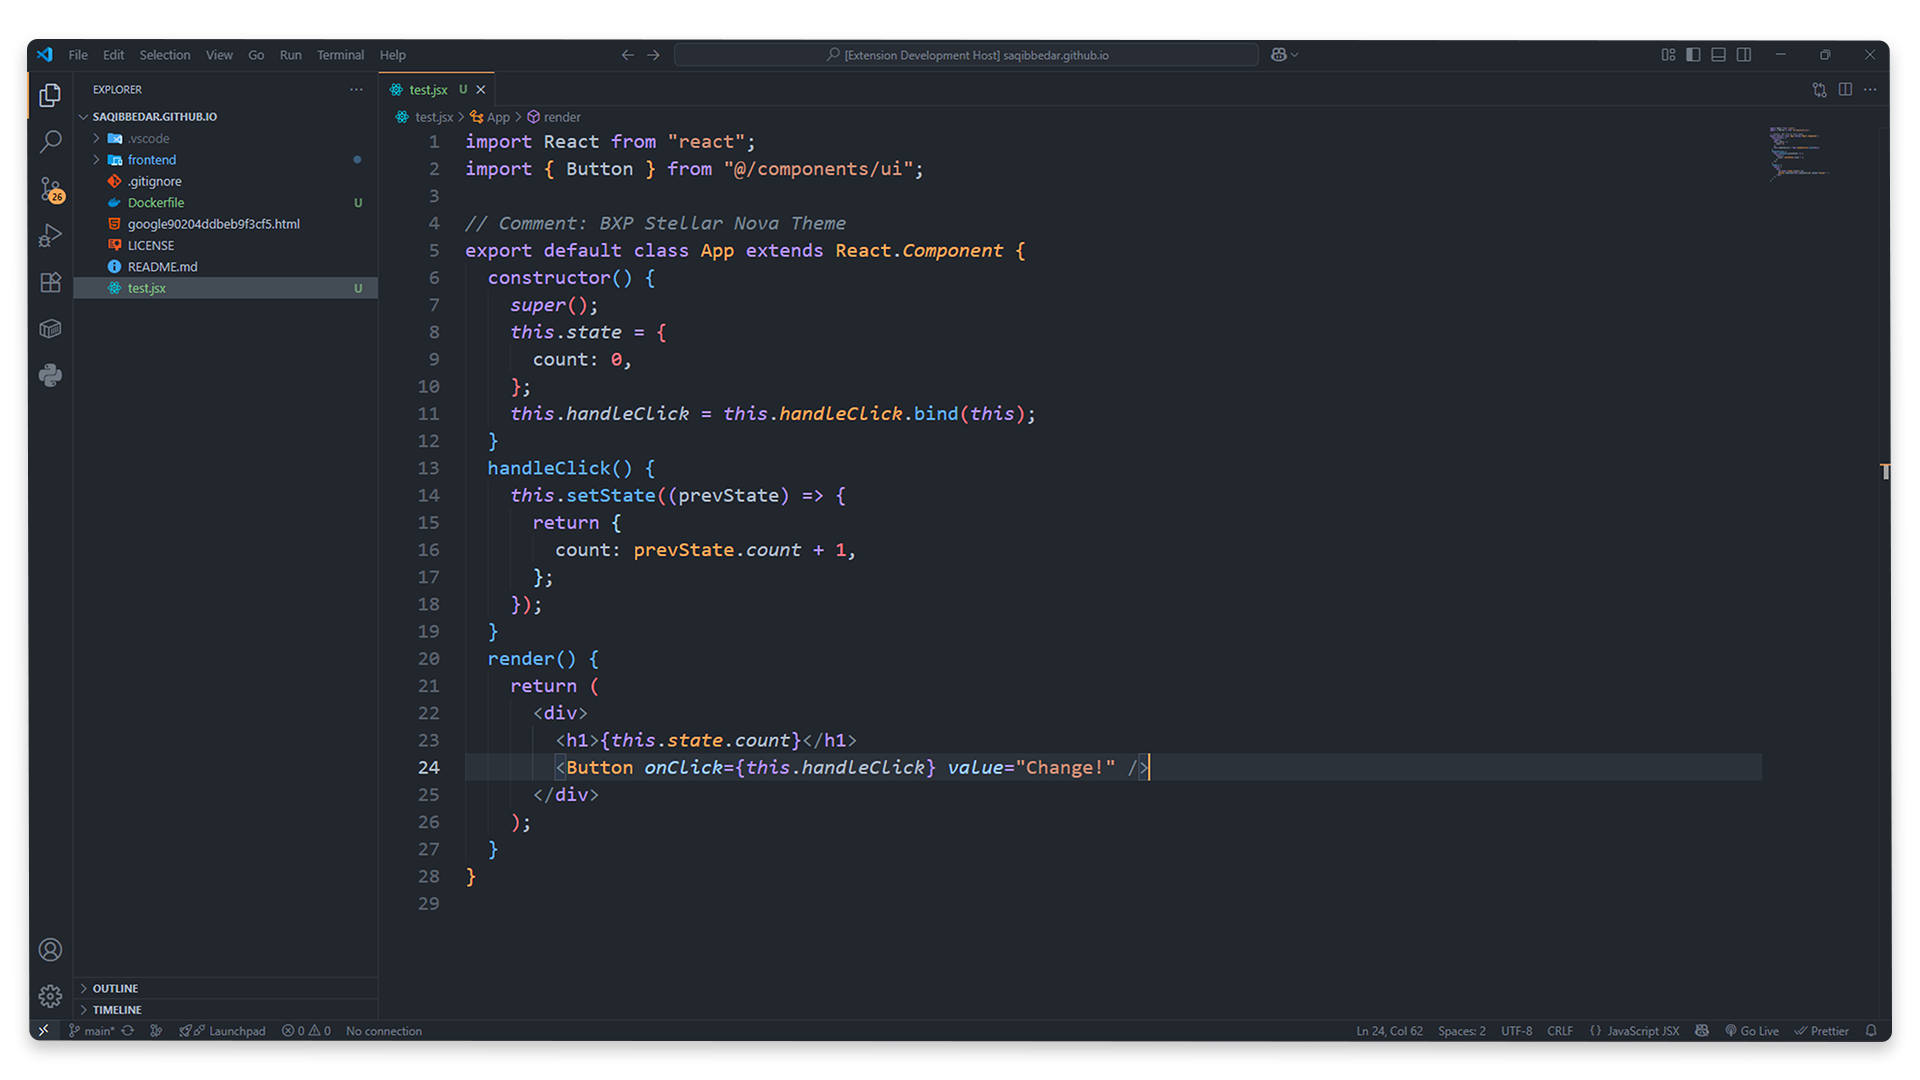 File Edit Selection View Go Run Terminal Help
[Extension Development Host] saqibbedar.github.io
EXPLORER
SAQIBBEDAR.GITHUB.IO
.vscode
frontend
.gitignore
Dockerfile U
google90204ddbeb9f3cf5.html
LICENSE
README.md
test.jsx U
OUTLINE
TIMELINE
26
test.jsx U
test.jsx > App > render
1 import React from "react";
2 import { Button } from "@/components/ui";
3
4 // Comment: BXP Stellar Nova Theme
5 export default class App extends React.Component {
6 constructor() {
7 super();
8 this.state = {
9 count: 0,
10 };
11 this.handleClick = this.handleClick.bind(this);
12 }
13 handleClick() {
14 this.setState((prevState) => {
15 return {
16 count: prevState.count + 1,
17 };
18 });
19 }
20 render() {
21 return (
22 <div>
23 <h1>{this.state.count}</h1>
24 <Button onClick={this.handleClick} value="Change!" />
25 </div>
26 );
27 }
28 }
29
main* Launchpad 0 0 No connection
Ln 24, Col 62 Spaces: 2 UTF-8 CRLF {} JavaScript JSX Go Live Prettier